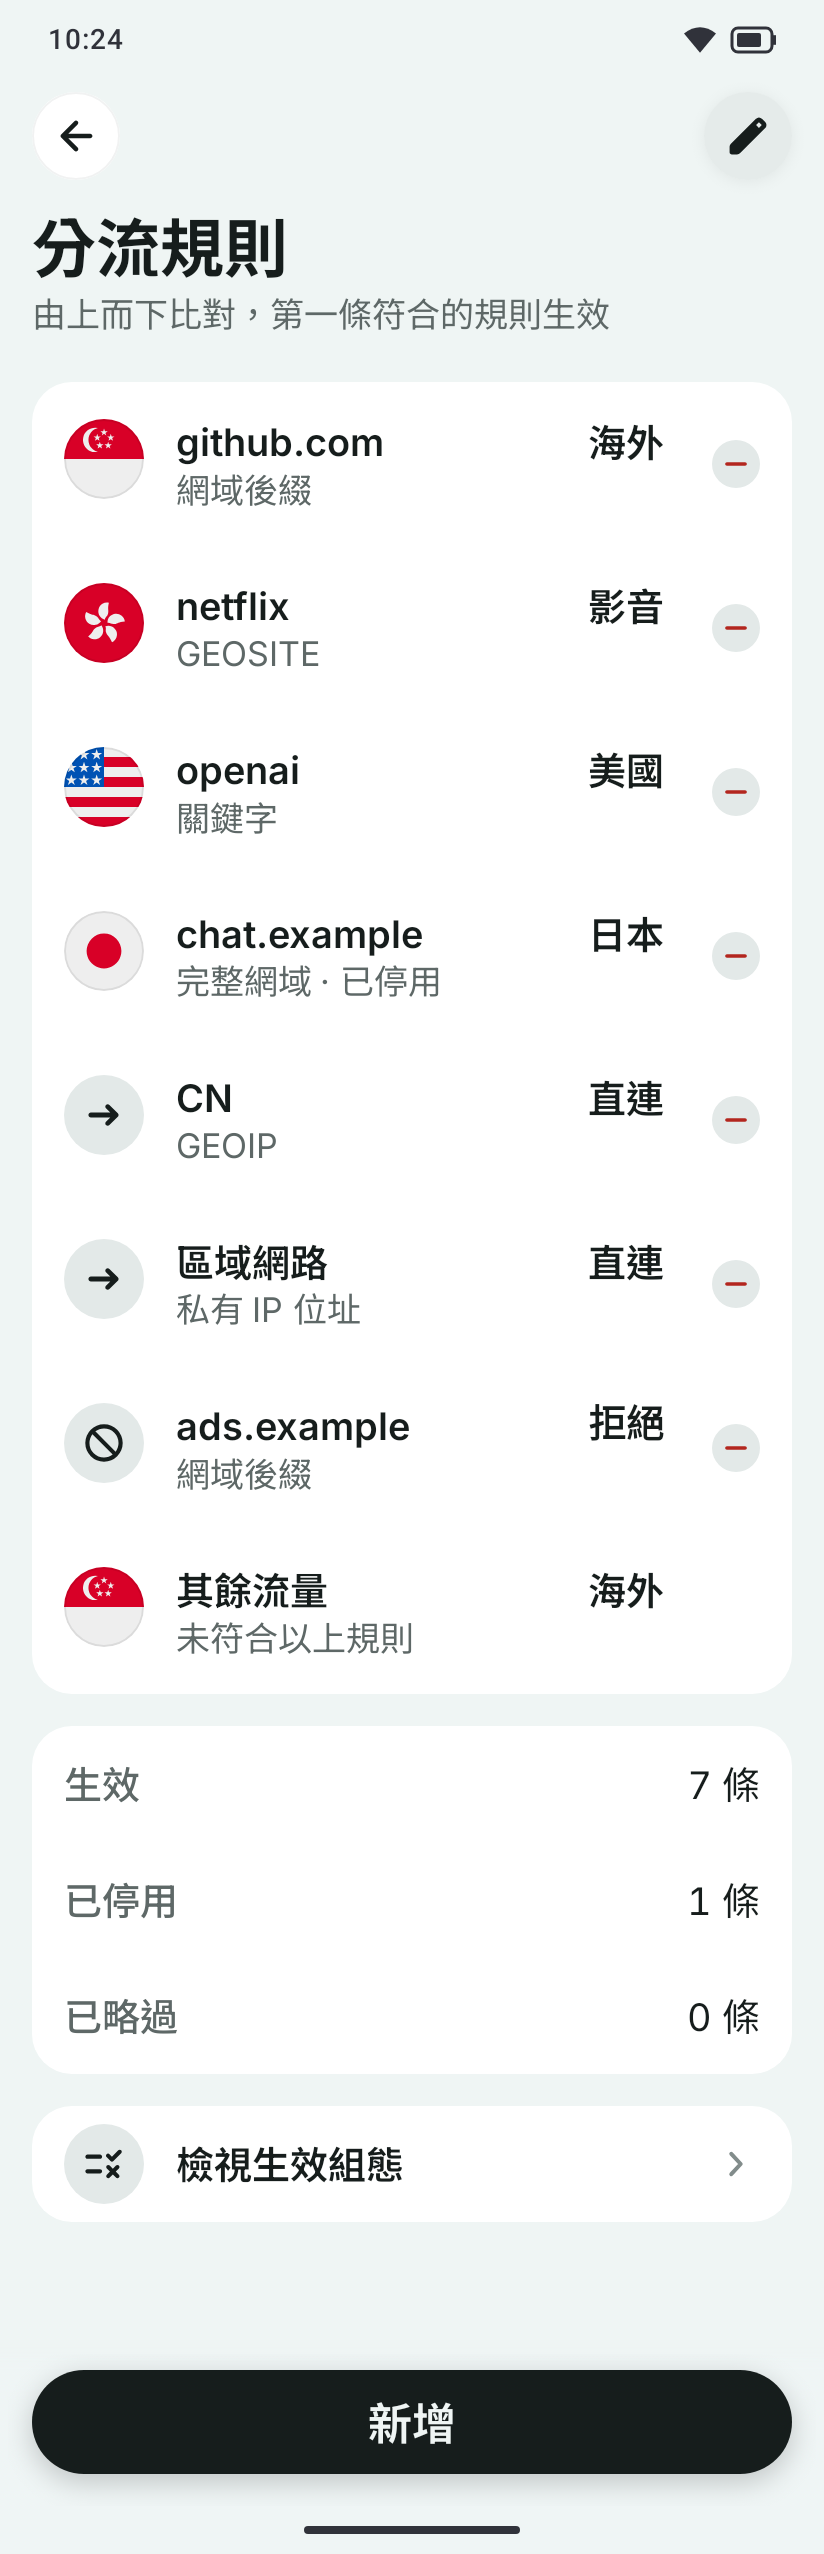 10:24
分流規則
由上而下比對，第一條符合的規則生效
github.com
海外
網域後綴
netflix
影音
GEOSITE
openai
美國
關鍵字
chat.example
日本
完整網域 · 已停用
CN
直連
GEOIP
區域網路
直連
私有 IP 位址
ads.example
拒絕
網域後綴
其餘流量
海外
未符合以上規則
生效
7 條
已停用
1 條
已略過
0 條
檢視生效組態
新增